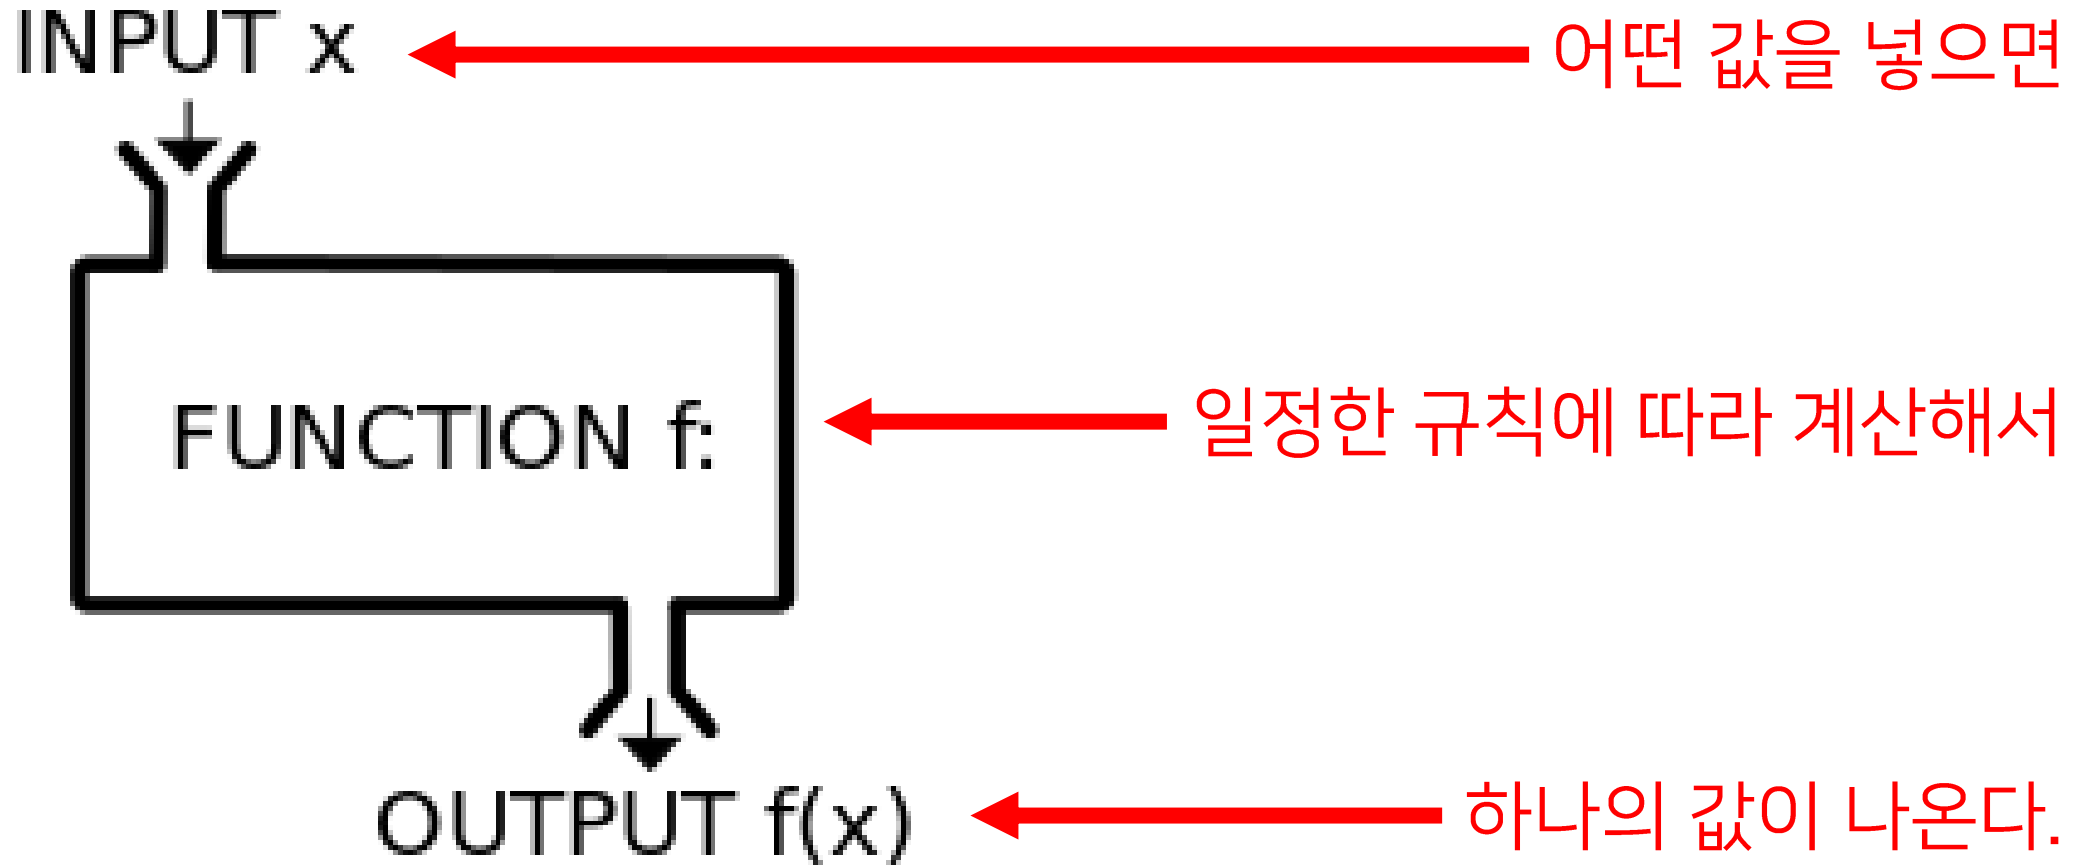 INPUT x 어떤 값을 넣으면
FUNCTION f: 일정한 규칙에 따라 계산해서
OUTPUT f(x) 하나의 값이 나온다.